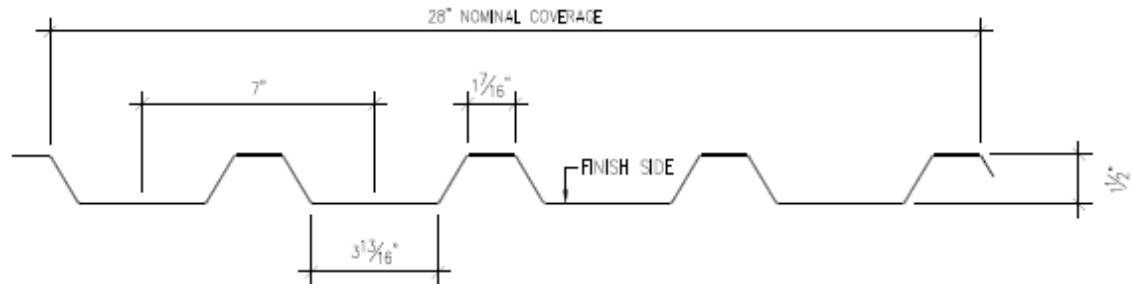 28" NOMINAL COVERAGE
7"
1 7/16"
FINISH SIDE
1 1/2"
3 13/16"